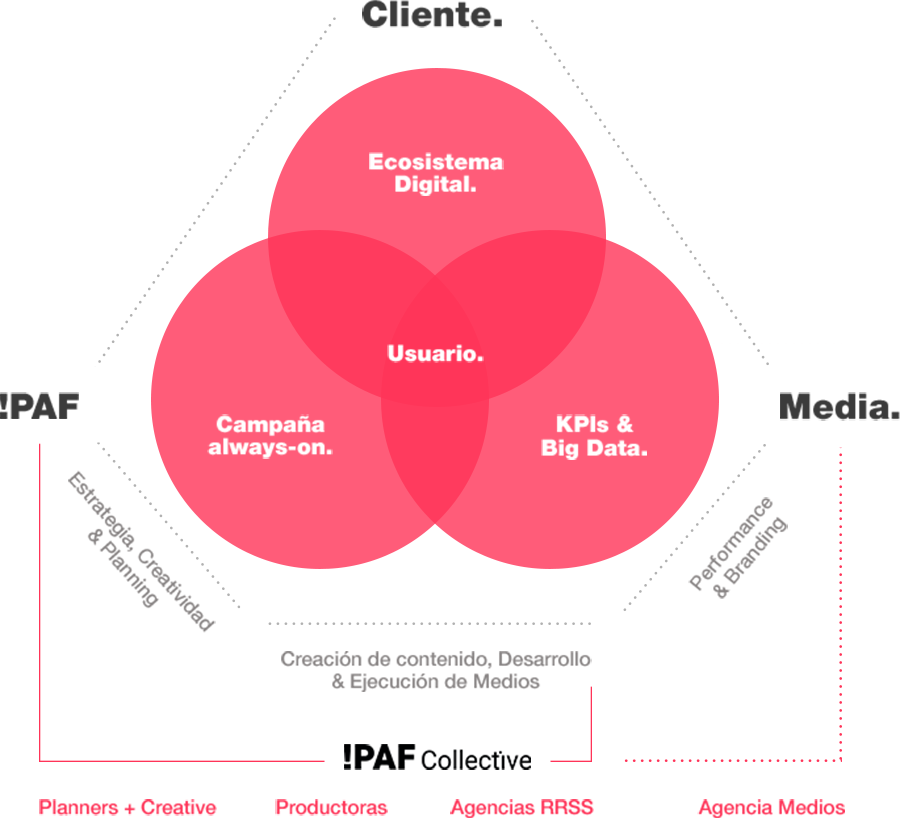 Cliente.
Ecosistema
Digital.
Usuario.
!PAF
Media.
Campaña
always-on.
KPIs &
Big Data.
Estrategia, Creatividad
& Planning
Performance
& Branding
Creación de contenido, Desarrollo
& Ejecución de Medios
!PAF Collective
Planners + Creative
Productoras
Agencias RRSS
Agencia Medios